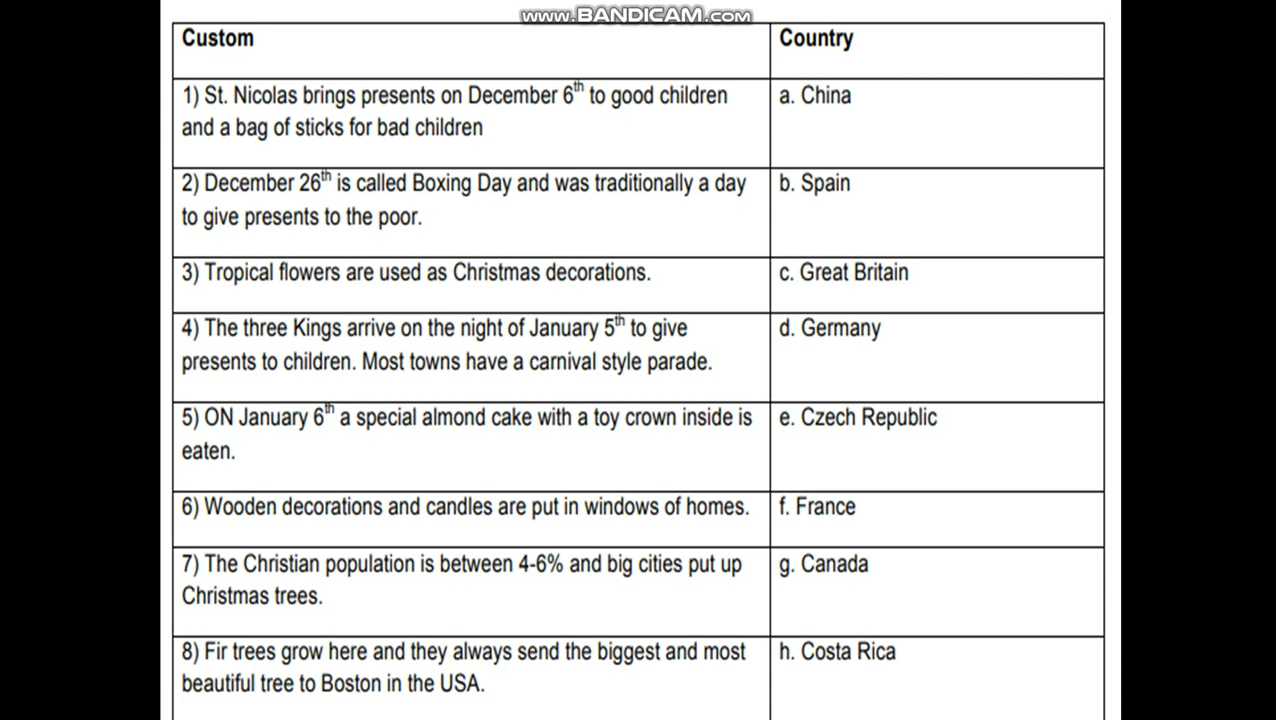 www.BANDICAM.com
Custom
Country
1) St. Nicolas brings presents on December 6th to good children
and a bag of sticks for bad children
a. China
2) December 26th is called Boxing Day and was traditionally a day
to give presents to the poor.
b. Spain
3) Tropical flowers are used as Christmas decorations.
c. Great Britain
4) The three Kings arrive on the night of January 5th to give
presents to children. Most towns have a carnival style parade.
d. Germany
5) ON January 6th a special almond cake with a toy crown inside is
eaten.
e. Czech Republic
6) Wooden decorations and candles are put in windows of homes.
f. France
7) The Christian population is between 4-6% and big cities put up
Christmas trees.
g. Canada
8) Fir trees grow here and they always send the biggest and most
beautiful tree to Boston in the USA.
h. Costa Rica